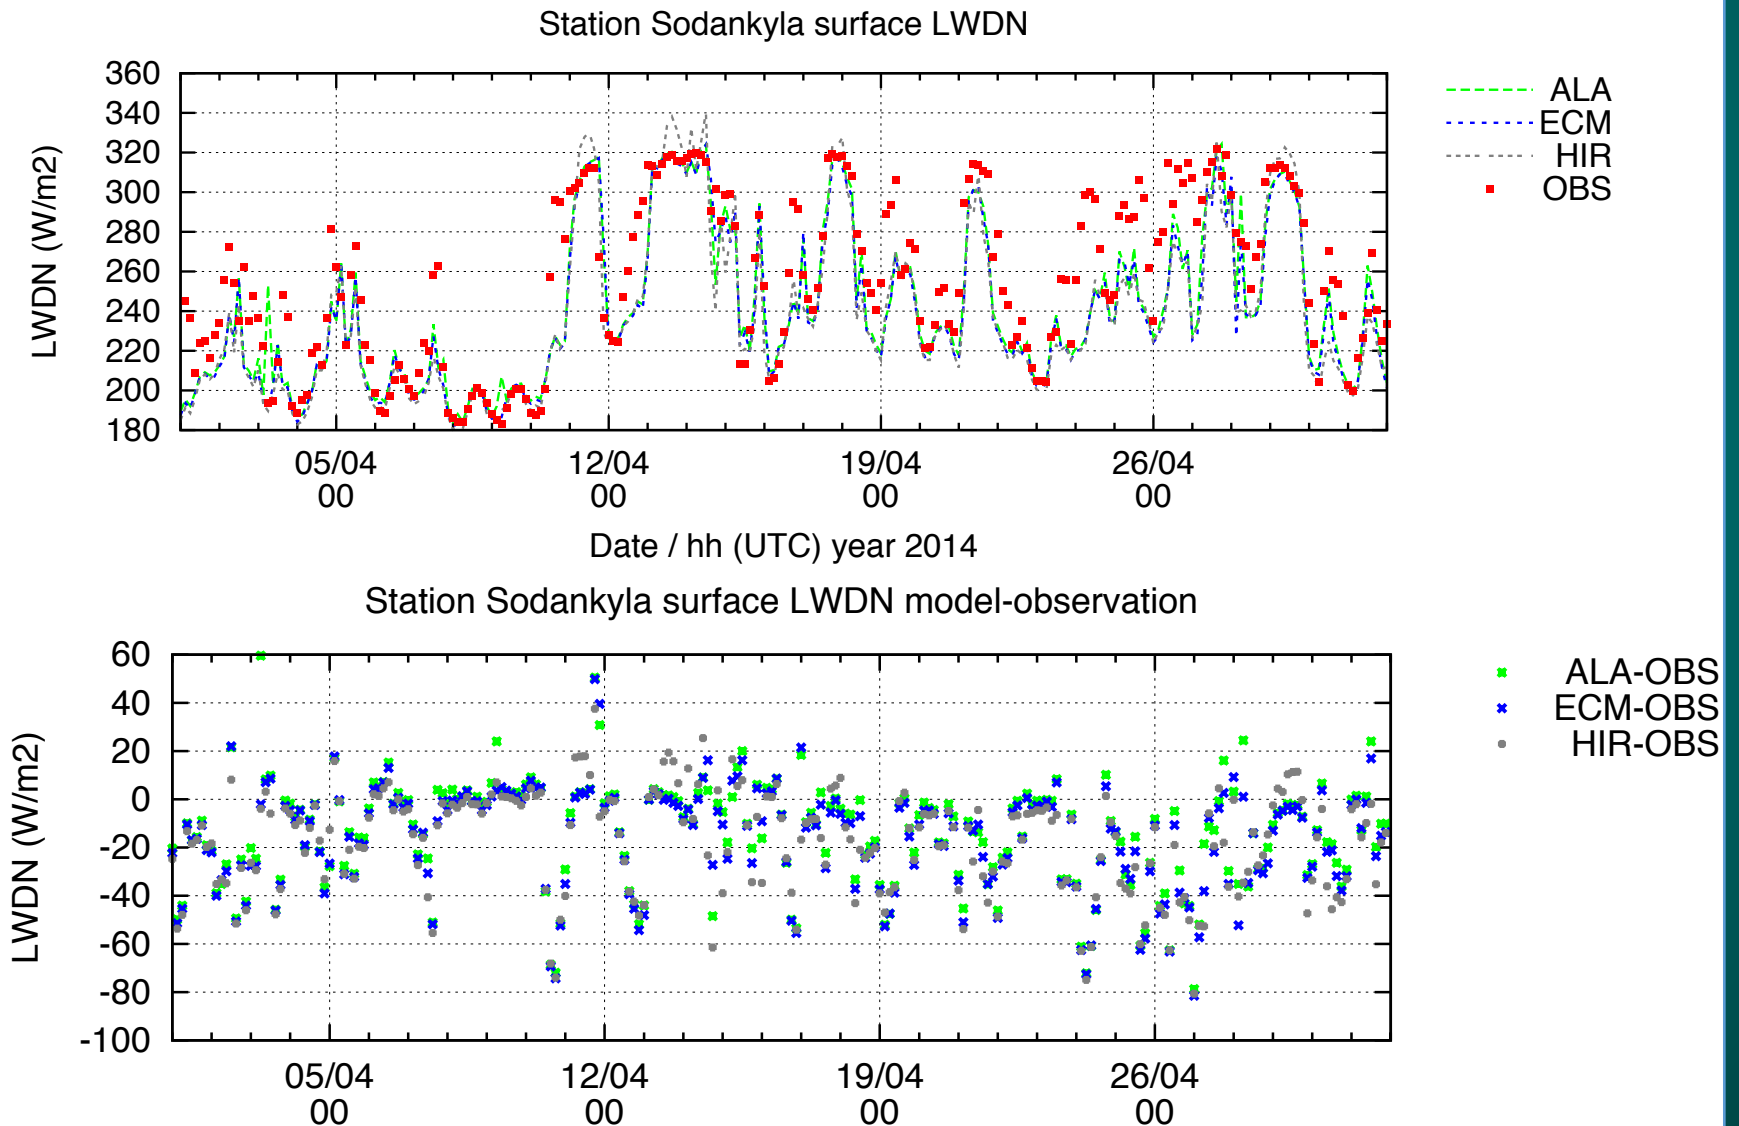 Station Sodankyla surface LWDN
LWDN (W/m2)
360
340
320
300
280
260
240
220
200
180
05/04 12/04 19/04 26/04
00 00 00 00
Date / hh (UTC) year 2014
ALA
ECM
HIR
OBS
Station Sodankyla surface LWDN model-observation
LWDN (W/m2)
60
40
20
0
-20
-40
-60
-80
-100
05/04 12/04 19/04 26/04
00 00 00 00
ALA-OBS
ECM-OBS
HIR-OBS